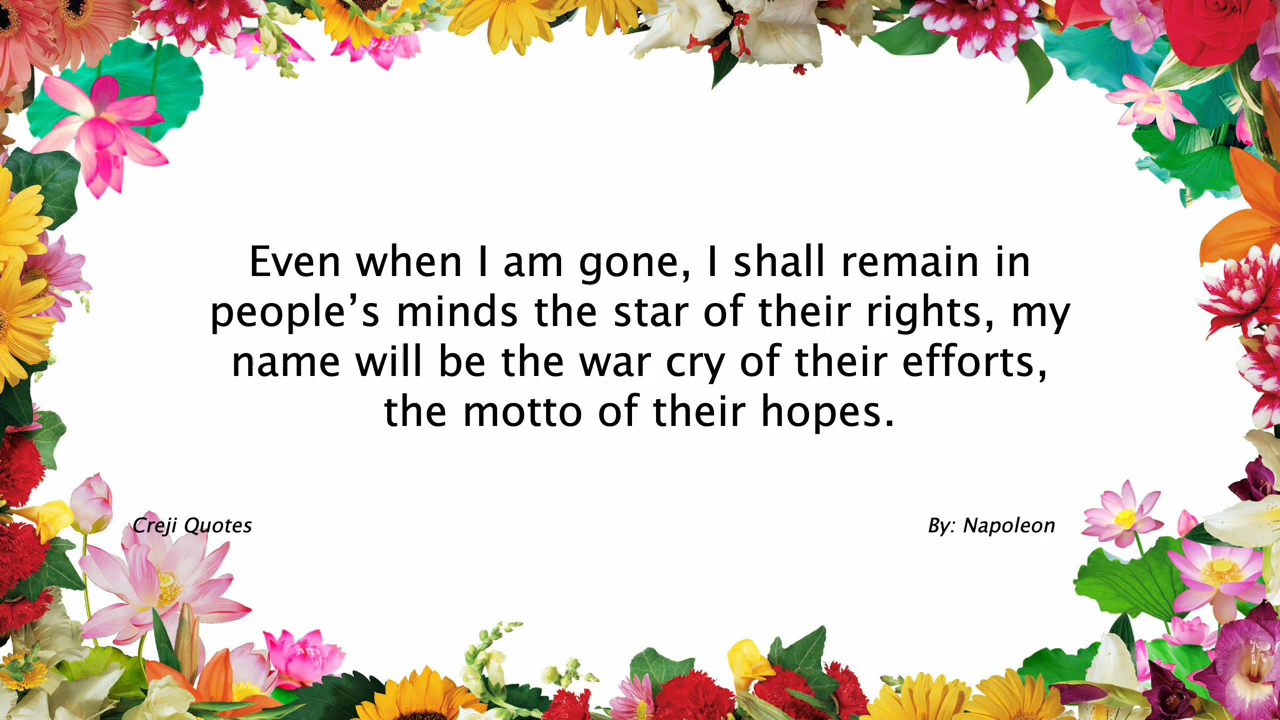 Even when I am gone, I shall remain in
people’s minds the star of their rights, my
name will be the war cry of their efforts,
the motto of their hopes.
Creji Quotes
By: Napoleon